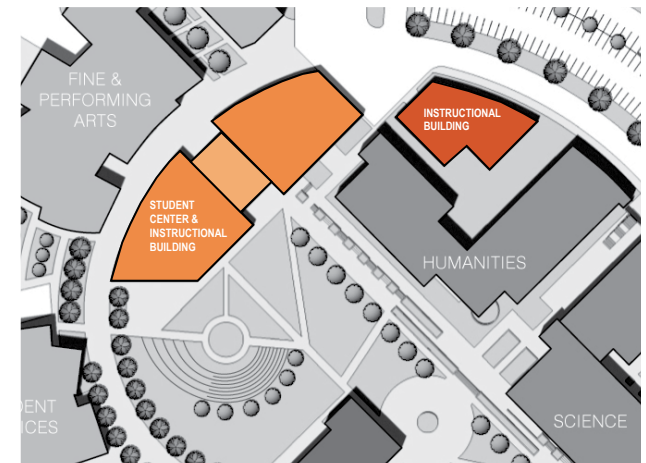 FINE &
PERFORMING
ARTS
INSTRUCTIONAL
BUILDING
STUDENT
CENTER &
INSTRUCTIONAL
BUILDING
HUMANITIES
DENT
ICES
SCIENCE